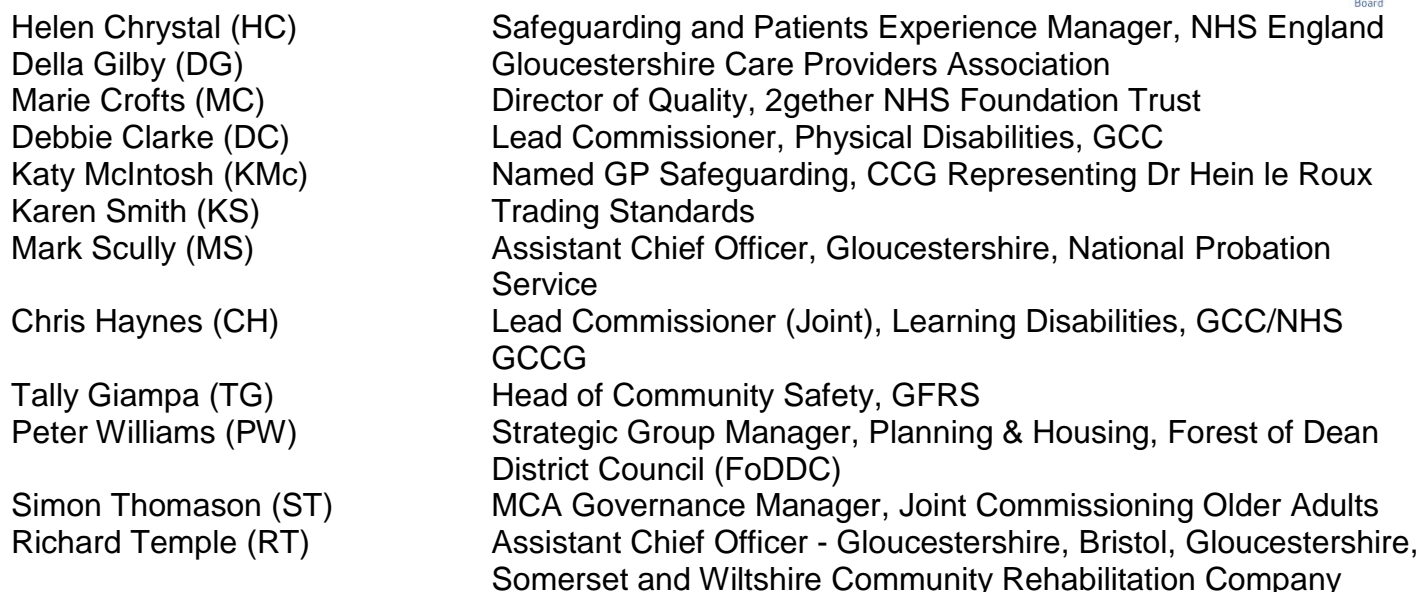 Board
Helen Chrystal (HC) Safeguarding and Patients Experience Manager, NHS England
Della Gilby (DG) Gloucestershire Care Providers Association
Marie Crofts (MC) Director of Quality, 2gether NHS Foundation Trust
Debbie Clarke (DC) Lead Commissioner, Physical Disabilities, GCC
Katy McIntosh (KMc) Named GP Safeguarding, CCG Representing Dr Hein le Roux
Karen Smith (KS) Trading Standards
Mark Scully (MS) Assistant Chief Officer, Gloucestershire, National Probation
Service
Chris Haynes (CH) Lead Commissioner (Joint), Learning Disabilities, GCC/NHS
GCCG
Tally Giampa (TG) Head of Community Safety, GFRS
Peter Williams (PW) Strategic Group Manager, Planning & Housing, Forest of Dean
District Council (FoDDC)
Simon Thomason (ST) MCA Governance Manager, Joint Commissioning Older Adults
Richard Temple (RT) Assistant Chief Officer - Gloucestershire, Bristol, Gloucestershire,
Somerset and Wiltshire Community Rehabilitation Company